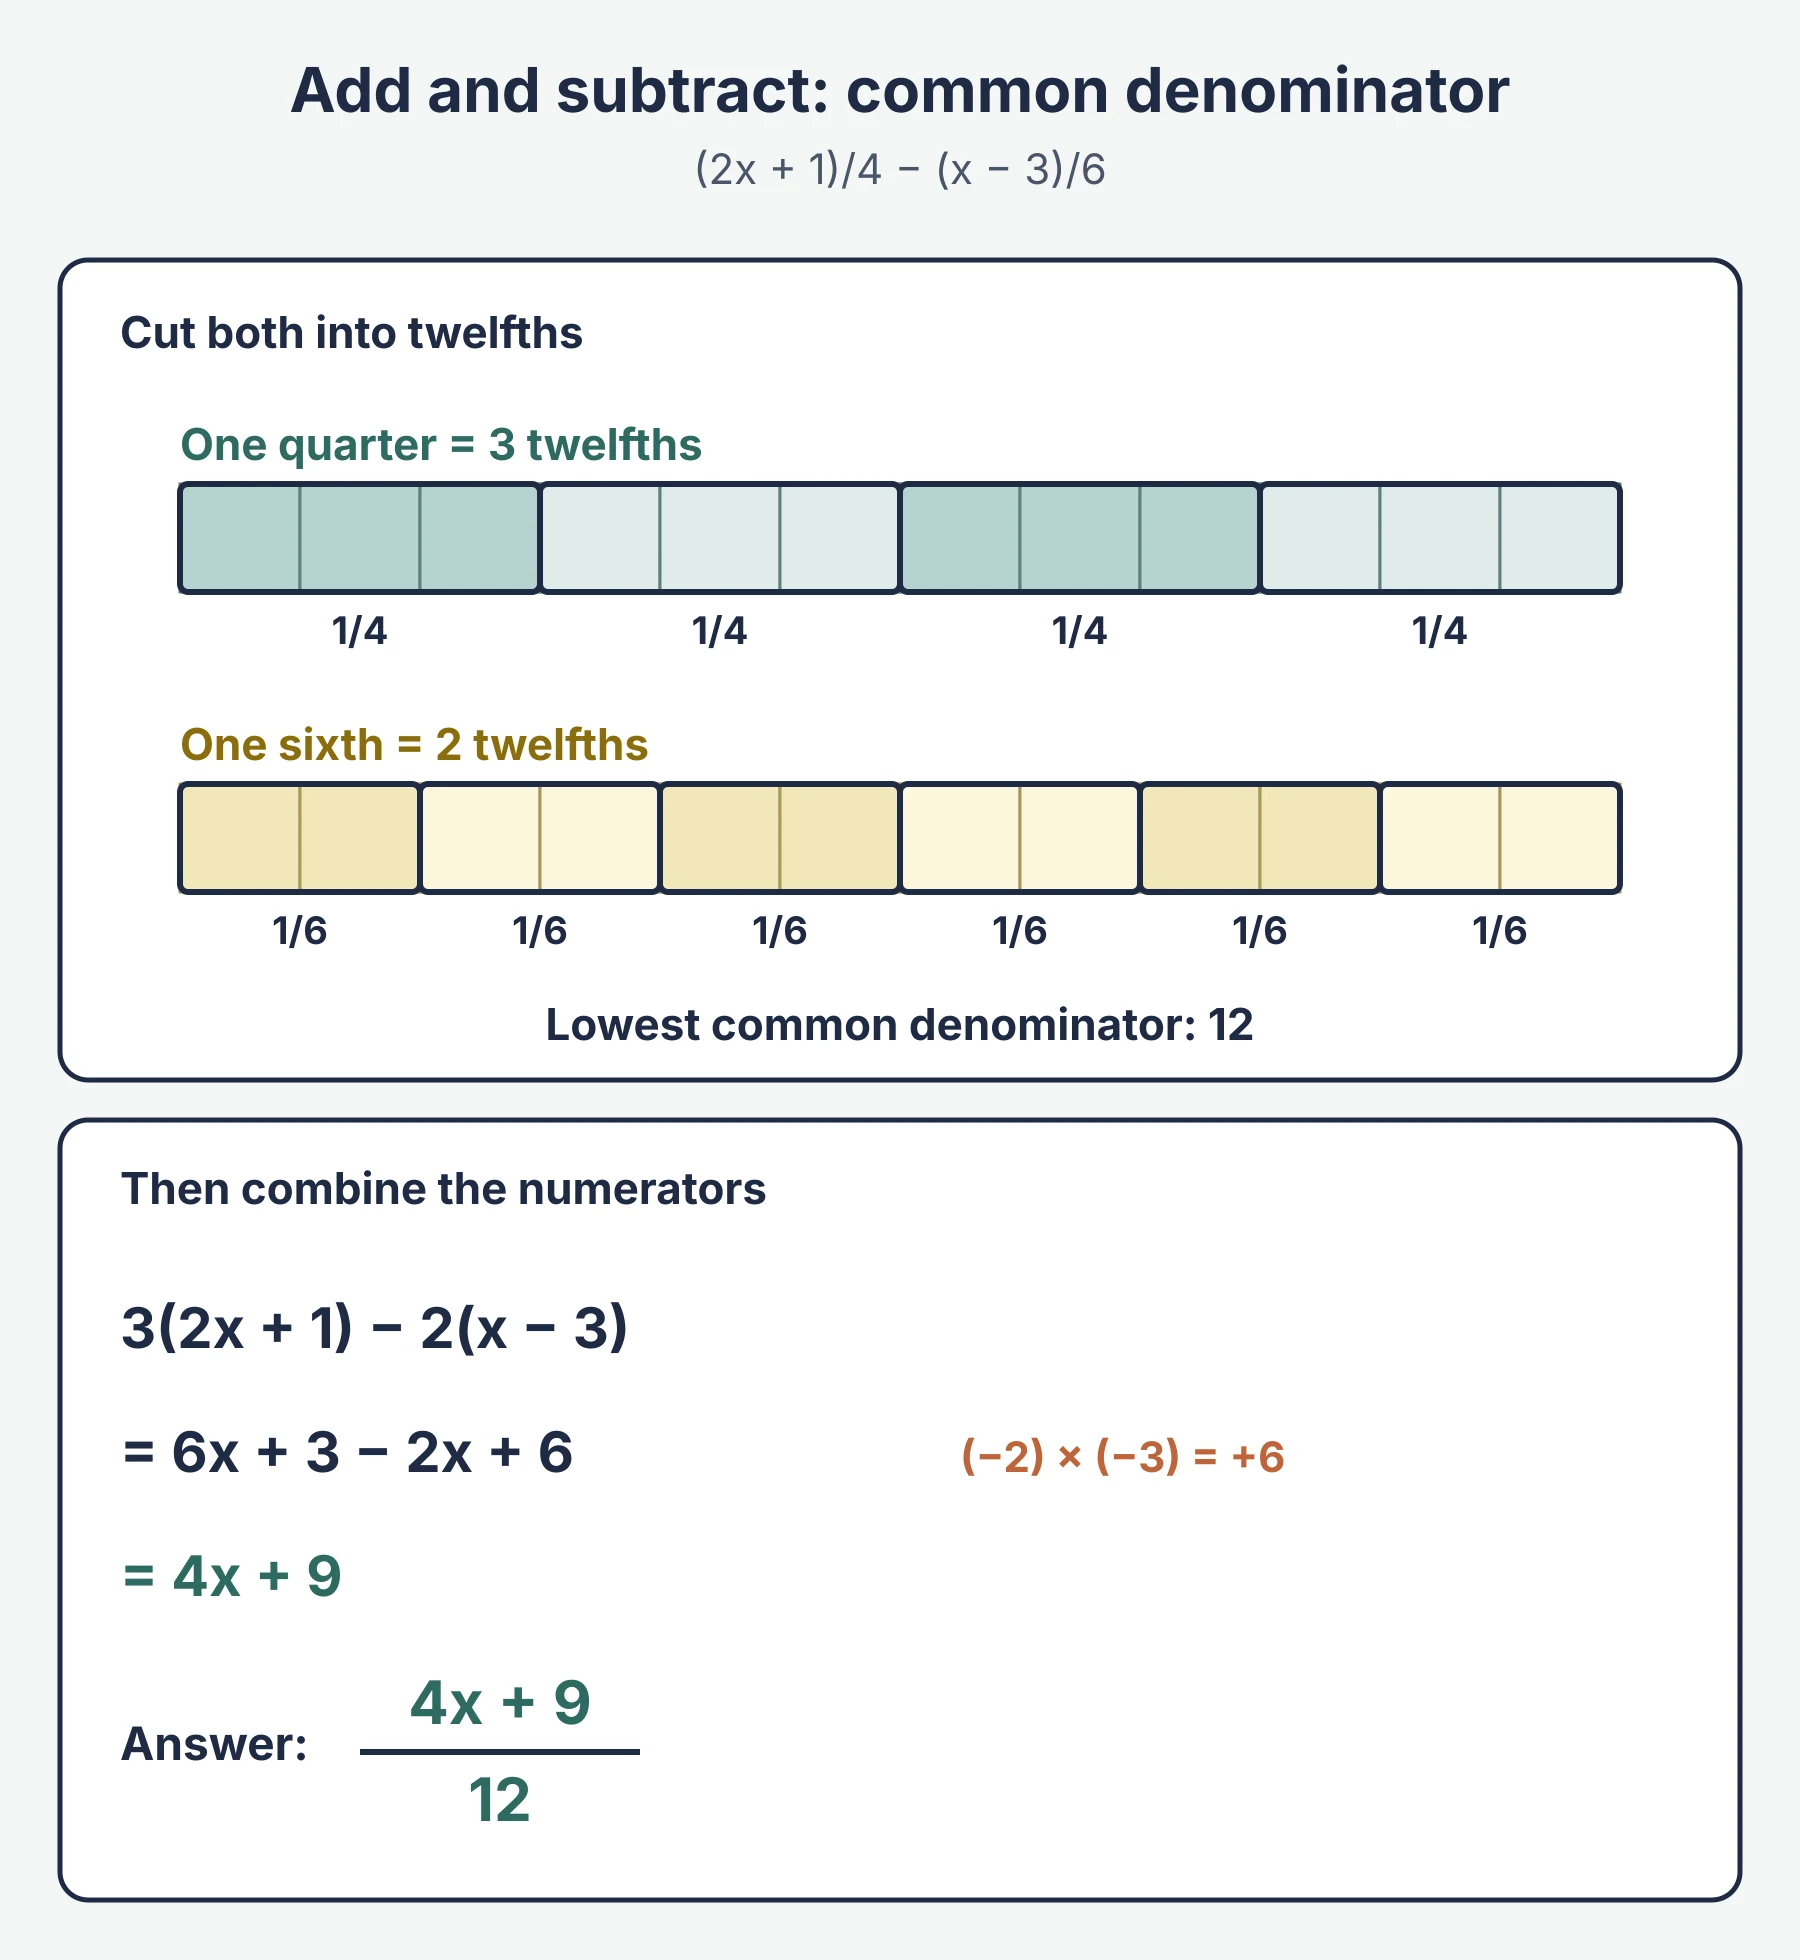 Add and subtract: common denominator
(2x + 1)/4 − (x − 3)/6
Cut both into twelfths
One quarter = 3 twelfths
1/4 1/4 1/4 1/4
One sixth = 2 twelfths
1/6 1/6 1/6 1/6 1/6 1/6
Lowest common denominator: 12
Then combine the numerators
3(2x + 1) − 2(x − 3)
= 6x + 3 − 2x + 6
(−2) × (−3) = +6
= 4x + 9
Answer:
4x + 9
12